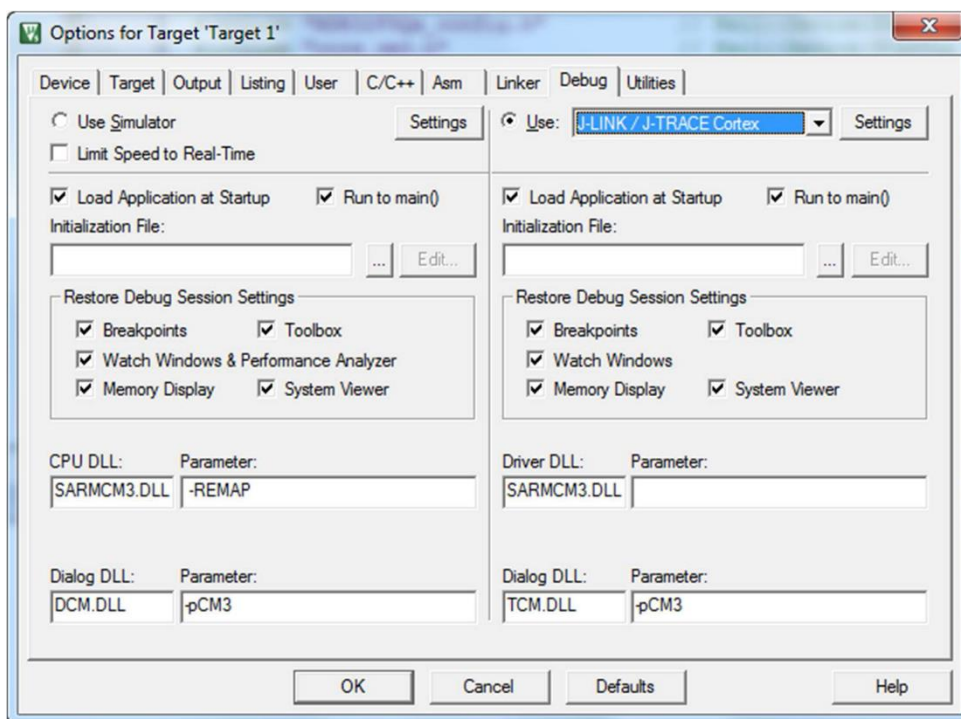 Options for Target 'Target 1'
Device Target Output Listing User C/C++ Asm Linker Debug Utilities
Use Simulator Settings Use: J-LINK / J-TRACE Cortex Settings
Limit Speed to Real-Time
Load Application at Startup Run to main() Load Application at Startup Run to main()
Initialization File: Initialization File:
... Edit... ... Edit...
Restore Debug Session Settings Restore Debug Session Settings
Breakpoints Toolbox Breakpoints Toolbox
Watch Windows & Performance Analyzer Watch Windows
Memory Display System Viewer Memory Display System Viewer
CPU DLL: Parameter: Driver DLL: Parameter:
SARMCM3.DLL -REMAP SARMCM3.DLL
Dialog DLL: Parameter: Dialog DLL: Parameter:
DCM.DLL -pCM3 TCM.DLL -pCM3
OK Cancel Defaults Help